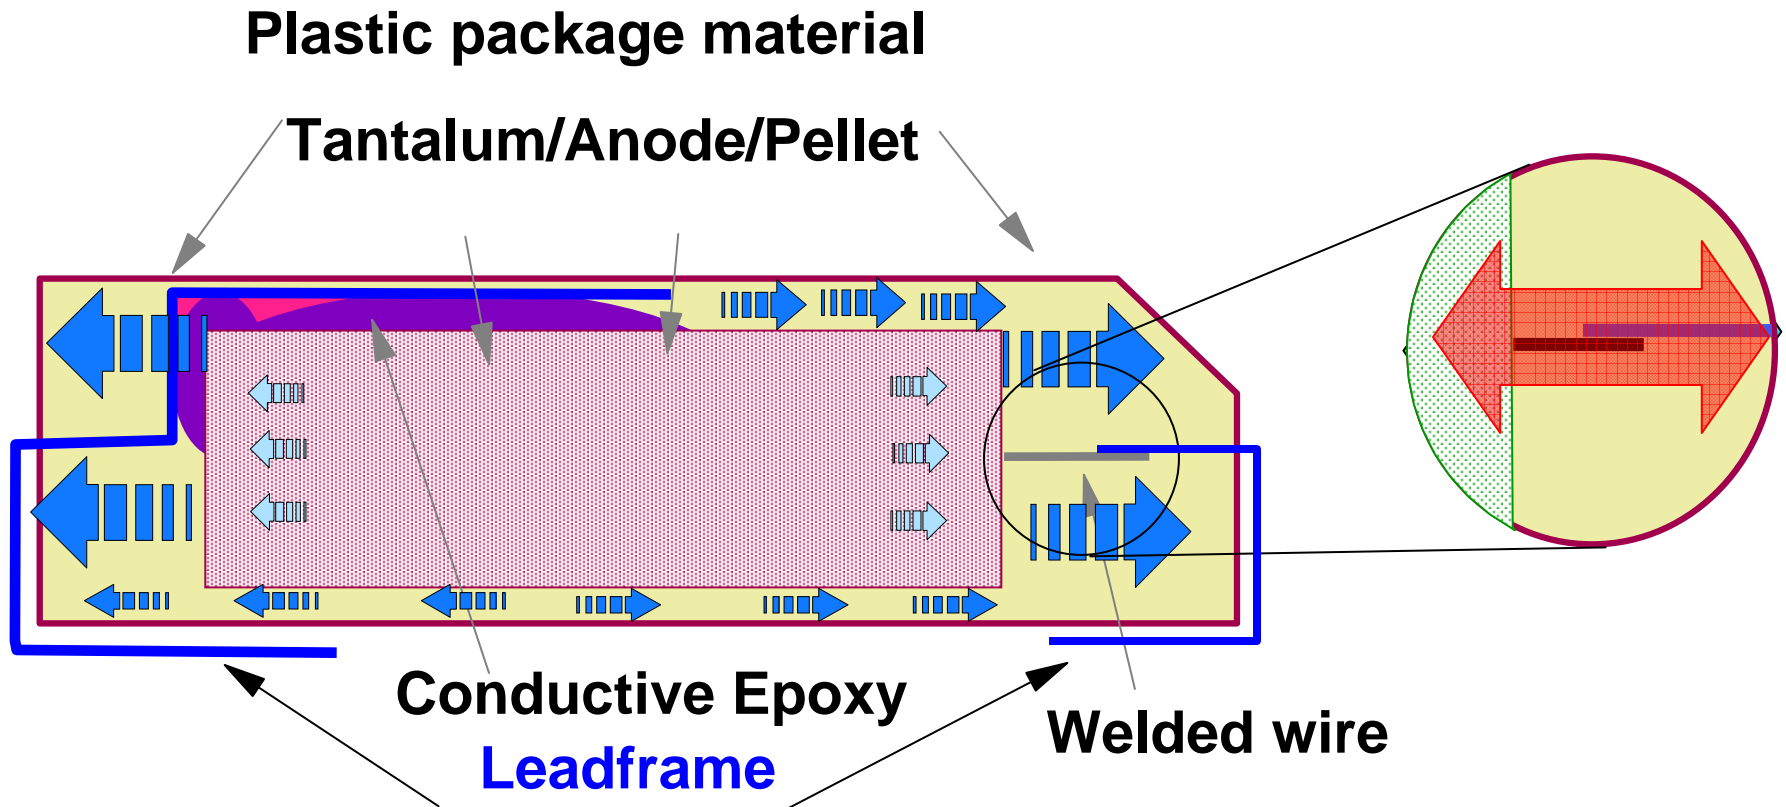 Plastic package material
Tantalum/Anode/Pellet
Conductive Epoxy
Welded wire
Leadframe